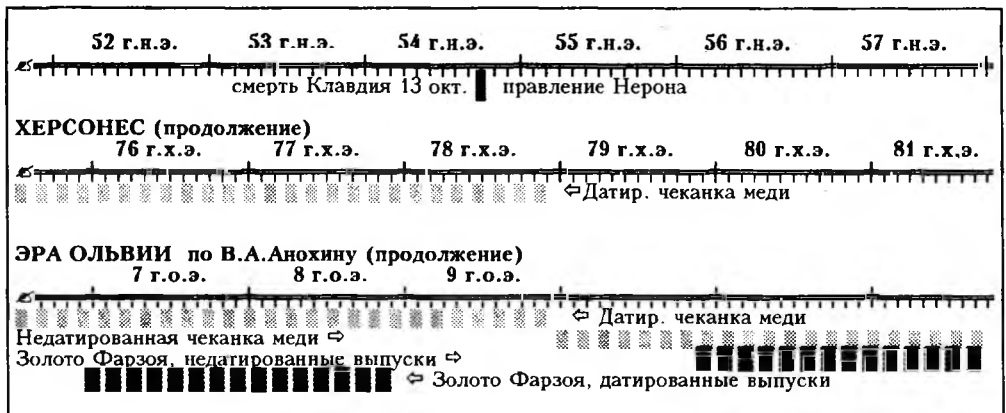 52 г.н.э. 53 г.н.э. 54 г.н.э. 55 г.н.э. 56 г.н.э. 57 г.н.э.
смерть Клавдия 13 окт. правление Нерона
ХЕРСОНЕС (продолжение)
76 г.х.э. 77 г.х.э. 78 г.х.э. 79 г.х.э. 80 г.х.э. 81 г.х.э.
⇦Датир. чеканка меди
ЭРА ОЛЬВИИ по В.А.Анохину (продолжение)
7 г.о.э. 8 г.о.э. 9 г.о.э.
⇦ Датир. чеканка меди
Недатированная чеканка меди ⇨
Золото Фарзоя, недатированные выпуски ⇨
⇦ Золото Фарзоя, датированные выпуски